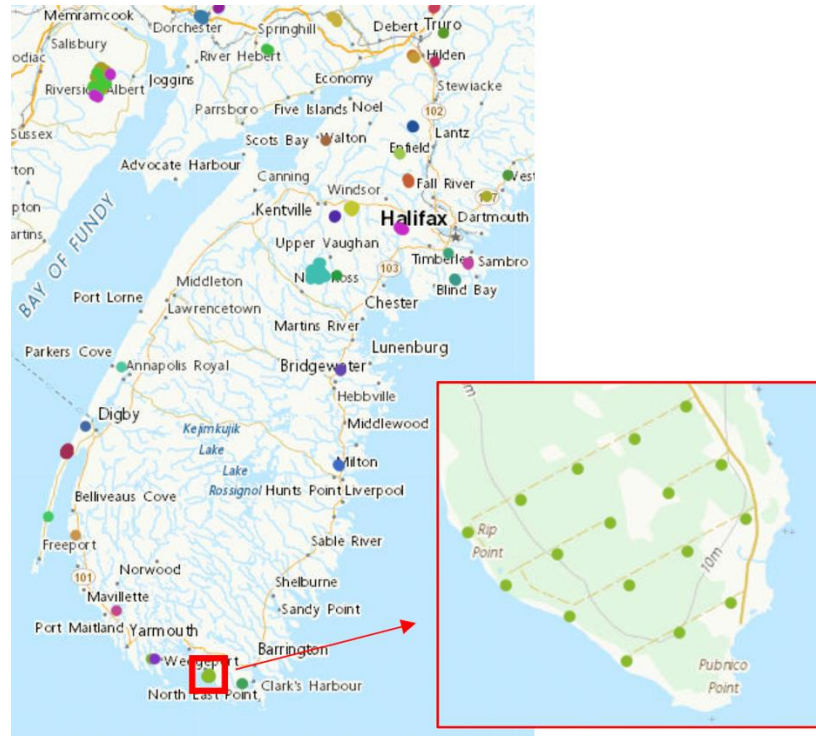 Memramcook
Dorchester
Springhill
Debert
Truro
Salisbury
odiac
River Hebert
Hilden
Riverside
Albert
Joggins
Economy
Stewiacke
Parrsboro
Five Islands
Noel
102
Sussex
Scots Bay
Walton
Lantz
Enfield
rton
Advocate Harbour
Canning
Fall River
West
Windsor
107
pton
Kentville
Halifax
Dartmouth
artins
Upper Vaughan
Timberlea
Sambro
BAY OF FUNDY
Middleton
New Ross
103
Blind Bay
Port Lorne
Lawrencetown
Chester
Martins River
Parkers Cove
Lunenburg
Annapolis Royal
Bridgewater
Hebbville
Digby
Kejimkujik
Lake
Middlewood
Lake
Rossignol
Milton
Hunts Point
Liverpool
Belliveaus Cove
Freeport
Sable River
101
Norwood
Shelburne
Mavillette
Sandy Point
Port Maitland
Yarmouth
Barrington
Wedgeport
Clark's Harbour
North East Point
Rip
Point
10m
Pubnico
Point